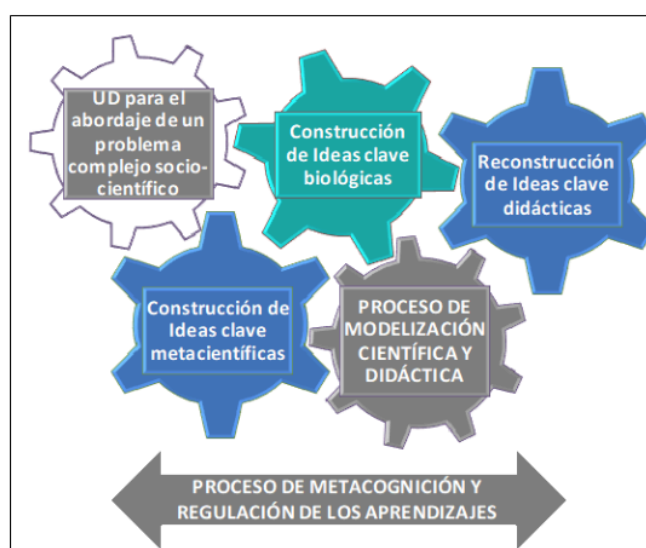 UD para el
abordaje de un
problema
complejo socio-
científico
Construcción
de Ideas clave
biológicas
Reconstrucción
de Ideas clave
didácticas
Construcción de
Ideas clave
metacientíficas
PROCESO DE
MODELIZACIÓN
CIENTÍFICA Y
DIDÁCTICA
PROCESO DE METACOGNICIÓN Y
REGULACIÓN DE LOS APRENDIZAJES